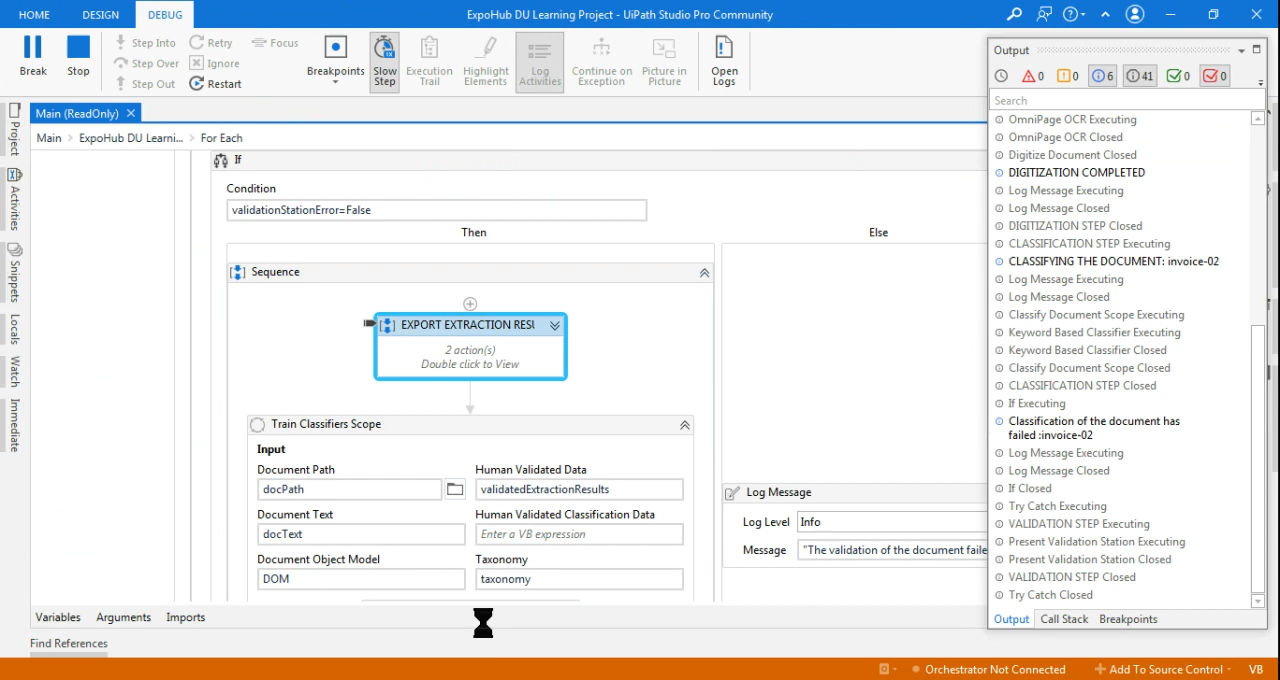 HOME DESIGN DEBUG ExpoHub DU Learning Project - UiPath Studio Pro Community
Break Stop Step Into Step Over Step Out Retry Ignore Restart Focus Breakpoints Slow Step Execution Trail Highlight Elements Log Activities Continue on Exception Picture in Picture Open Logs
Main (ReadOnly)
Main > ExpoHub DU Learni... > For Each
Project
Activities
Snippets
Locals
Watch
Immediate
If
Condition
validationStationError=False
Then Else
Sequence
EXPORT EXTRACTION RESU
2 action(s)
Double click to View
Train Classifiers Scope
Input
Document Path Human Validated Data
docPath validatedExtractionResults
Document Text Human Validated Classification Data
docText Enter a VB expression
Document Object Model Taxonomy
DOM taxonomy
Log Message
Log Level Info
Message "The validation of the document faile
Variables Arguments Imports
Find References
Output
0 0 6 41 0 0
Search
OmniPage OCR Executing
OmniPage OCR Closed
Digitize Document Closed
DIGITIZATION COMPLETED
Log Message Executing
Log Message Closed
DIGITIZATION STEP Closed
CLASSIFICATION STEP Executing
CLASSIFYING THE DOCUMENT: invoice-02
Log Message Executing
Log Message Closed
Classify Document Scope Executing
Keyword Based Classifier Executing
Keyword Based Classifier Closed
Classify Document Scope Closed
CLASSIFICATION STEP Closed
If Executing
Classification of the document has
failed :invoice-02
Log Message Executing
Log Message Closed
If Closed
Try Catch Executing
VALIDATION STEP Executing
Present Validation Station Executing
Present Validation Station Closed
VALIDATION STEP Closed
Try Catch Closed
Output Call Stack Breakpoints
Orchestrator Not Connected Add To Source Control VB